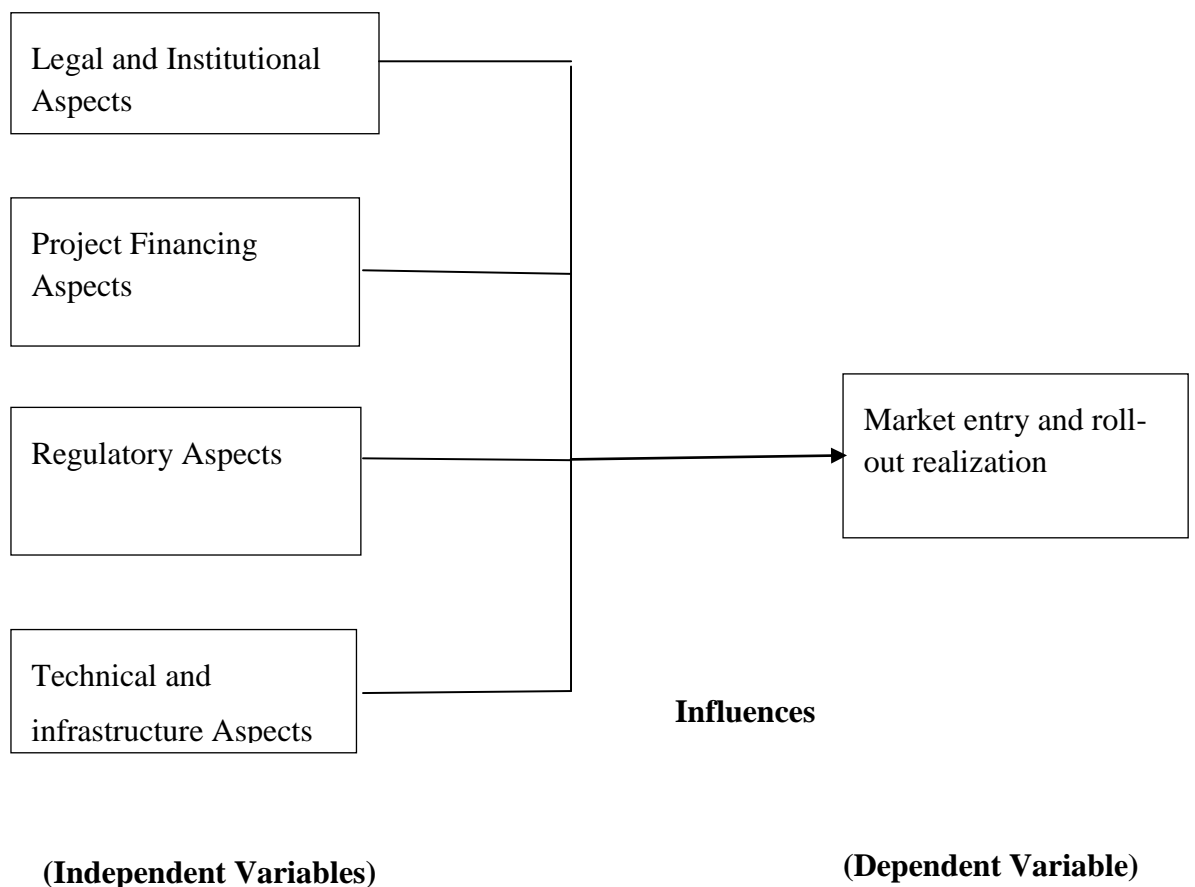 Legal and Institutional
Aspects
Project Financing
Aspects
Regulatory Aspects
Market entry and roll-
out realization
Technical and
infrastructure Aspects
Influences
(Independent Variables)
(Dependent Variable)